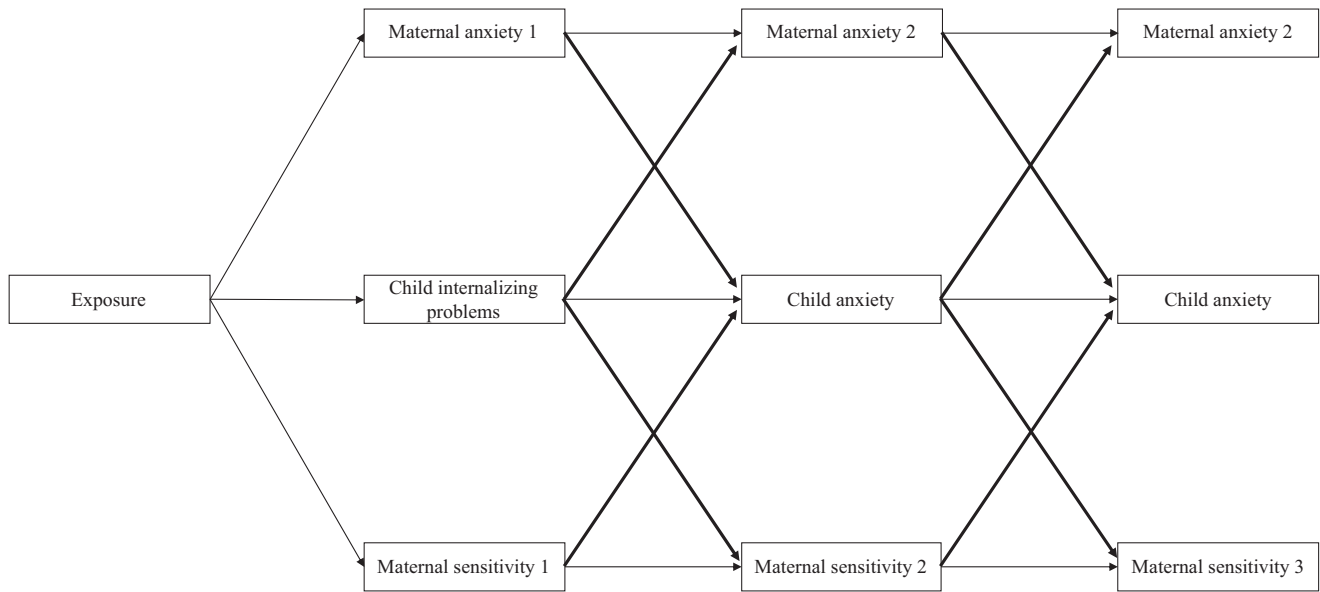 Maternal anxiety 1
Maternal anxiety 2
Maternal anxiety 2
Exposure
Child internalizing
problems
Child anxiety
Child anxiety
Maternal sensitivity 1
Maternal sensitivity 2
Maternal sensitivity 3